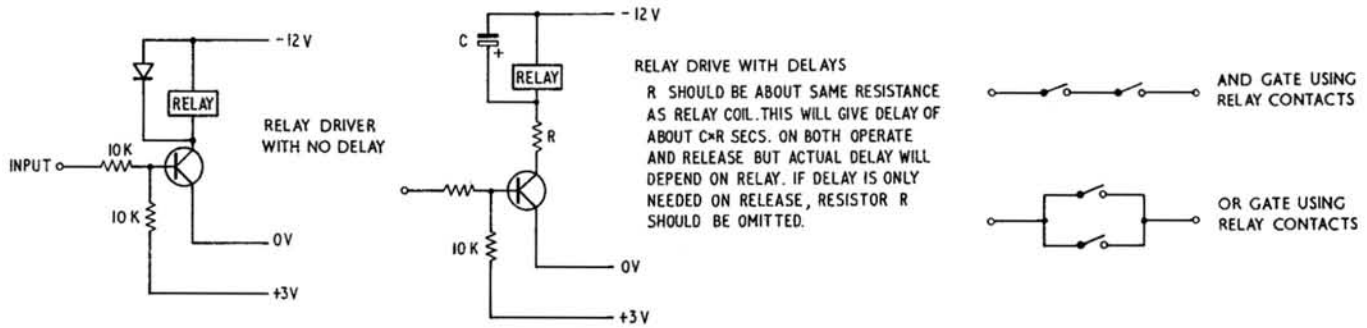 -12V
RELAY
RELAY DRIVER
WITH NO DELAY
INPUT
10K
10K
0V
+3V
-12V
C
+
RELAY
R
10K
0V
+3V
RELAY DRIVE WITH DELAYS
R SHOULD BE ABOUT SAME RESISTANCE
AS RELAY COIL.THIS WILL GIVE DELAY OF
ABOUT C×R SECS. ON BOTH OPERATE
AND RELEASE BUT ACTUAL DELAY WILL
DEPEND ON RELAY. IF DELAY IS ONLY
NEEDED ON RELEASE, RESISTOR R
SHOULD BE OMITTED.
AND GATE USING
RELAY CONTACTS
OR GATE USING
RELAY CONTACTS